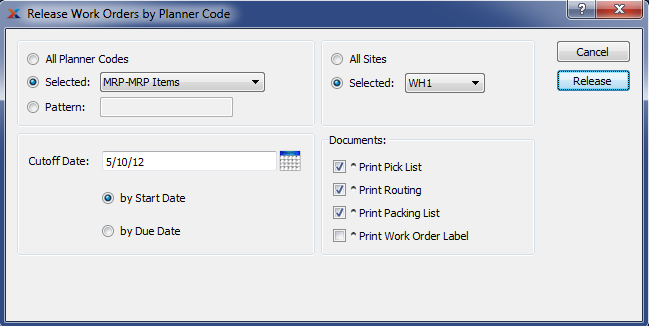 Release Work Orders by Planner Code
All Planner Codes
Selected: MRP-MRP Items
Pattern:
All Sites
Selected: WH1
Cancel
Release
Cutoff Date: 5/10/12
by Start Date
by Due Date
Documents:
^ Print Pick List
^ Print Routing
^ Print Packing List
^ Print Work Order Label